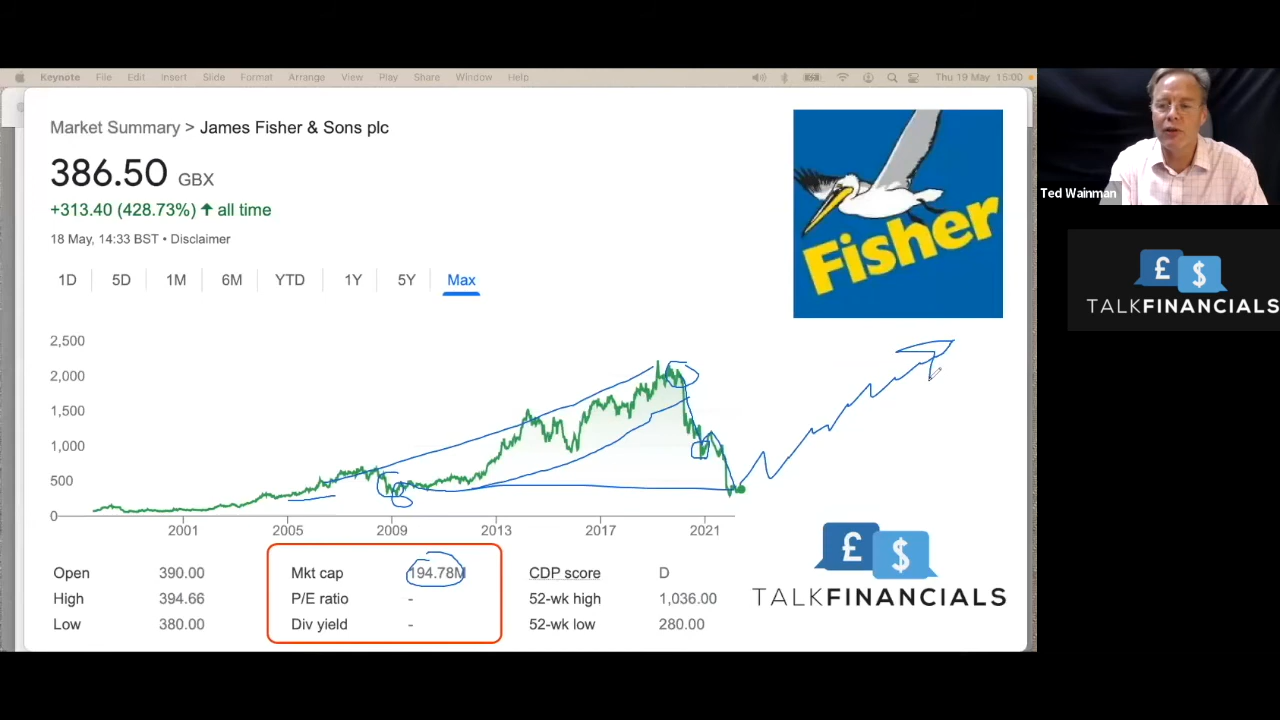 Keynote File Edit Insert Slide Format Arrange View Play Share Window Help Thu 19 May 15:00
Market Summary > James Fisher & Sons plc
386.50 GBX
+313.40 (428.73%) ↑ all time
18 May, 14:33 BST • Disclaimer
1D 5D 1M 6M YTD 1Y 5Y Max
Fisher
2,500
2,000
1,500
1,000
500
0
2001 2005 2009 2013 2017 2021
Open 390.00 Mkt cap 194.78M CDP score D
High 394.66 P/E ratio - 52-wk high 1,036.00
Low 380.00 Div yield - 52-wk low 280.00
£ $
TALKFINANCIALS
Ted Wainman
£ $
TALKFINANCIALS